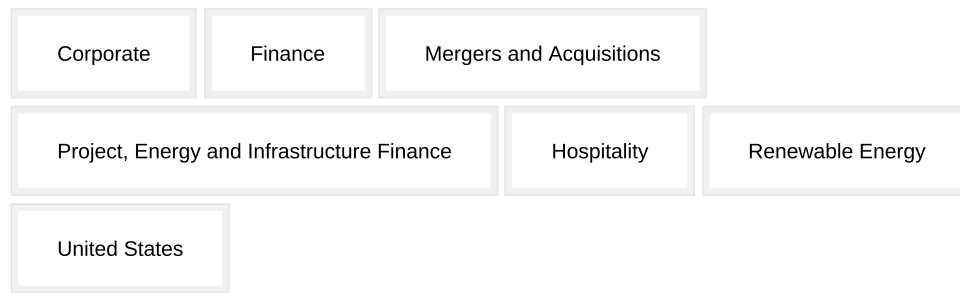 Corporate Finance Mergers and Acquisitions
Project, Energy and Infrastructure Finance Hospitality Renewable Energy
United States